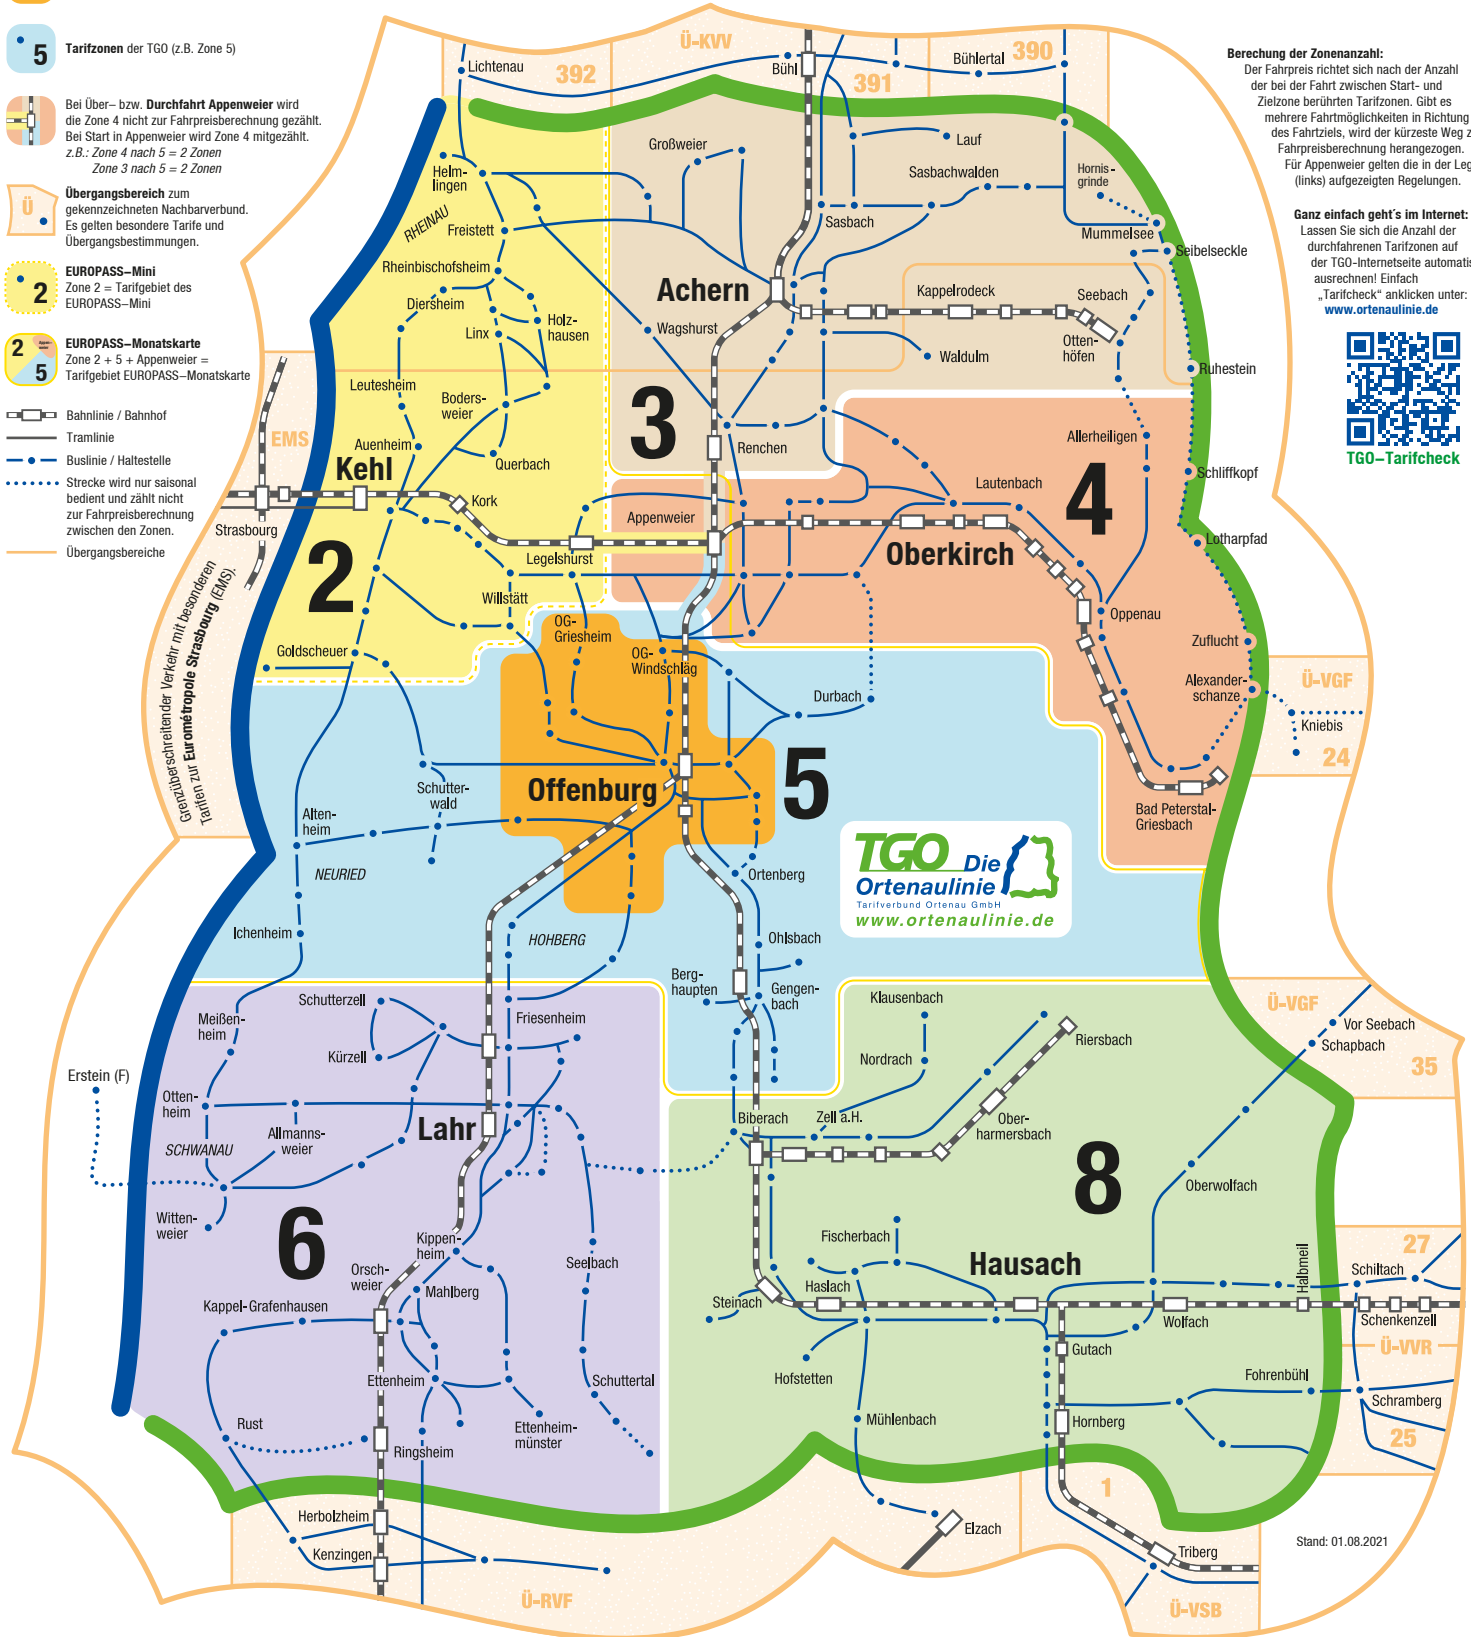 5
Tarifzonen der TGO (z.B. Zone 5)
Bei Über– bzw. Durchfahrt Appenweier wird
die Zone 4 nicht zur Fahrpreisberechnung gezählt.
Bei Start in Appenweier wird Zone 4 mitgezählt.
z.B.: Zone 4 nach 5 = 2 Zonen
Zone 3 nach 5 = 2 Zonen
Ü
Übergangsbereich zum
gekennzeichneten Nachbarverbund.
Es gelten besondere Tarife und
Übergangsbestimmungen.
2
EUROPASS–Mini
Zone 2 = Tarifgebiet des
EUROPASS–Mini
2
5
EUROPASS–Monatskarte
Zone 2 + 5 + Appenweier =
Tarifgebiet EUROPASS–Monatskarte
Bahnlinie / Bahnhof
Tramlinie
Buslinie / Haltestelle
Strecke wird nur saisonal
bedient und zählt nicht
zur Fahrpreisberechnung
zwischen den Zonen.
Übergangsbereiche
Berechung der Zonenanzahl:
Der Fahrpreis richtet sich nach der Anzahl
der bei der Fahrt zwischen Start- und
Zielzone berührten Tarifzonen. Gibt es
mehrere Fahrtmöglichkeiten in Richtung
des Fahrtziels, wird der kürzeste Weg z
Fahrpreisberechnung herangezogen.
Für Appenweier gelten die in der Leg
(links) aufgezeigten Regelungen.
Ganz einfach geht´s im Internet:
Lassen Sie sich die Anzahl der
durchfahrenen Tarifzonen auf
der TGO-Internetseite automatis
ausrechnen! Einfach
„Tarifcheck“ anklicken unter:
www.ortenaulinie.de
TGO–Tarifcheck
Ü-KVV
392
391
390
Lichtenau
Bühl
Bühlertal
Großweier
Lauf
Sasbachwalden
Hornis-
grinde
Helm-
lingen
RHEINAU
Freistett
Sasbach
Mummelsee
Seibelseckle
Rheinbischofsheim
Diersheim
Achern
Kappelrodeck
Seebach
Linx
Holz-
hausen
Wagshurst
Otten-
höfen
Waldulm
Ruhestein
Leutesheim
Boders-
weier
3
EMS
Auenheim
Kehl
Querbach
Renchen
Allerheiligen
Schliffkopf
4
Kork
Lautenbach
Strasbourg
Appenweier
Oberkirch
Lotharpfad
Legelshurst
2
Willstätt
OG-
Griesheim
Oppenau
Zuflucht
Grenzüberschreitender Verkehr mit besonderen
Tarifen zur Eurométropole Strasbourg (EMS).
Goldscheuer
OG-
Windschläg
Durbach
Alexander-
schanze
Ü-VGF
Kniebis
24
5
Offenburg
Schutter-
wald
Bad Peterstal-
Griesbach
Alten-
heim
NEURIED
TGO Die
Ortenaulinie
Tarifverbund Ortenau GmbH
www.ortenaulinie.de
Ortenberg
Ichenheim
HOHBERG
Ohlsbach
Berg-
haupten
Gengen-
bach
Klausenbach
Ü-VGF
Schutterzell
Meißen-
heim
Friesenheim
Riersbach
Vor Seebach
Schapbach
Kürzell
Nordrach
35
Erstein (F)
Otten-
heim
Lahr
Biberach
Zell a.H.
Ober-
harmersbach
Allmanns-
weier
SCHWANAU
8
Oberwolfach
Witten-
weier
6
Kippen-
heim
Fischerbach
27
Orsch-
weier
Seelbach
Hausach
Halbmeil
Schiltach
Mahlberg
Haslach
Kappel-Grafenhausen
Steinach
Wolfach
Schenkenzell
Gutach
Ü-VVR
Ettenheim
Hofstetten
Fohrenbühl
Schuttertal
Schramberg
Rust
Ettenheim-
münster
Mühlenbach
Hornberg
25
Ringsheim
1
Herbolzheim
Elzach
Stand: 01.08.2021
Kenzingen
Triberg
Ü-RVF
Ü-VSB